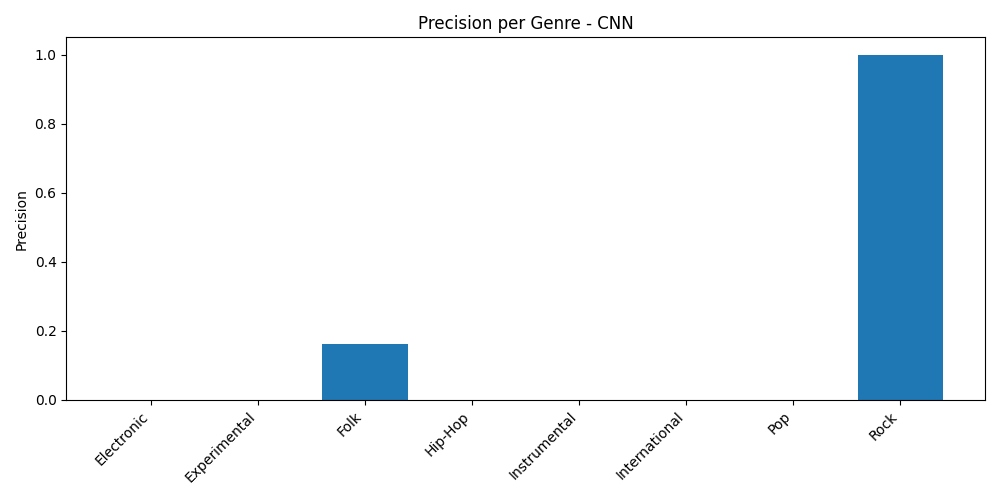 Precision per Genre - CNN
Precision
1.0
0.8
0.6
0.4
0.2
0.0
Electronic
Experimental
Folk
Hip-Hop
Instrumental
International
Pop
Rock